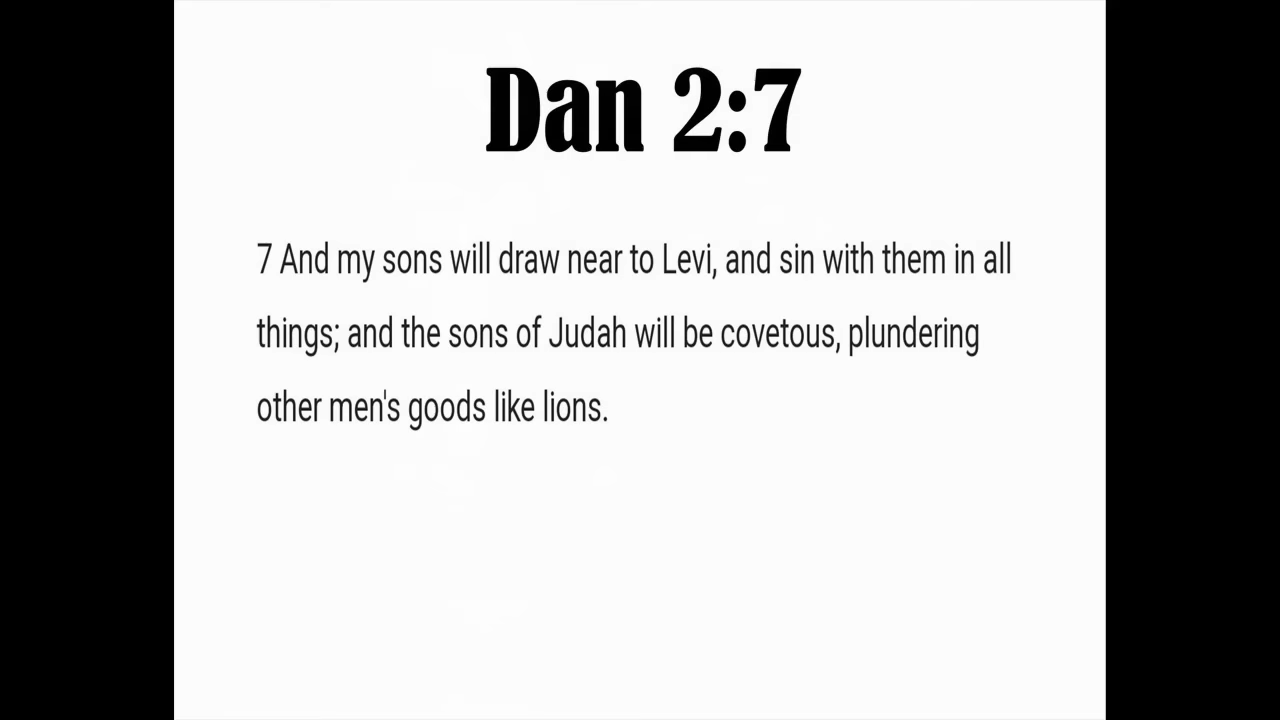 Dan 2:7
7 And my sons will draw near to Levi, and sin with them in all
things; and the sons of Judah will be covetous, plundering
other men's goods like lions.